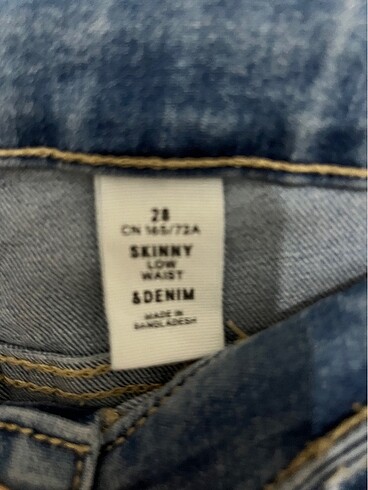 28
CN 165/72A
SKINNY
LOW
WAIST
&DENIM
MADE IN
BANGLADESH